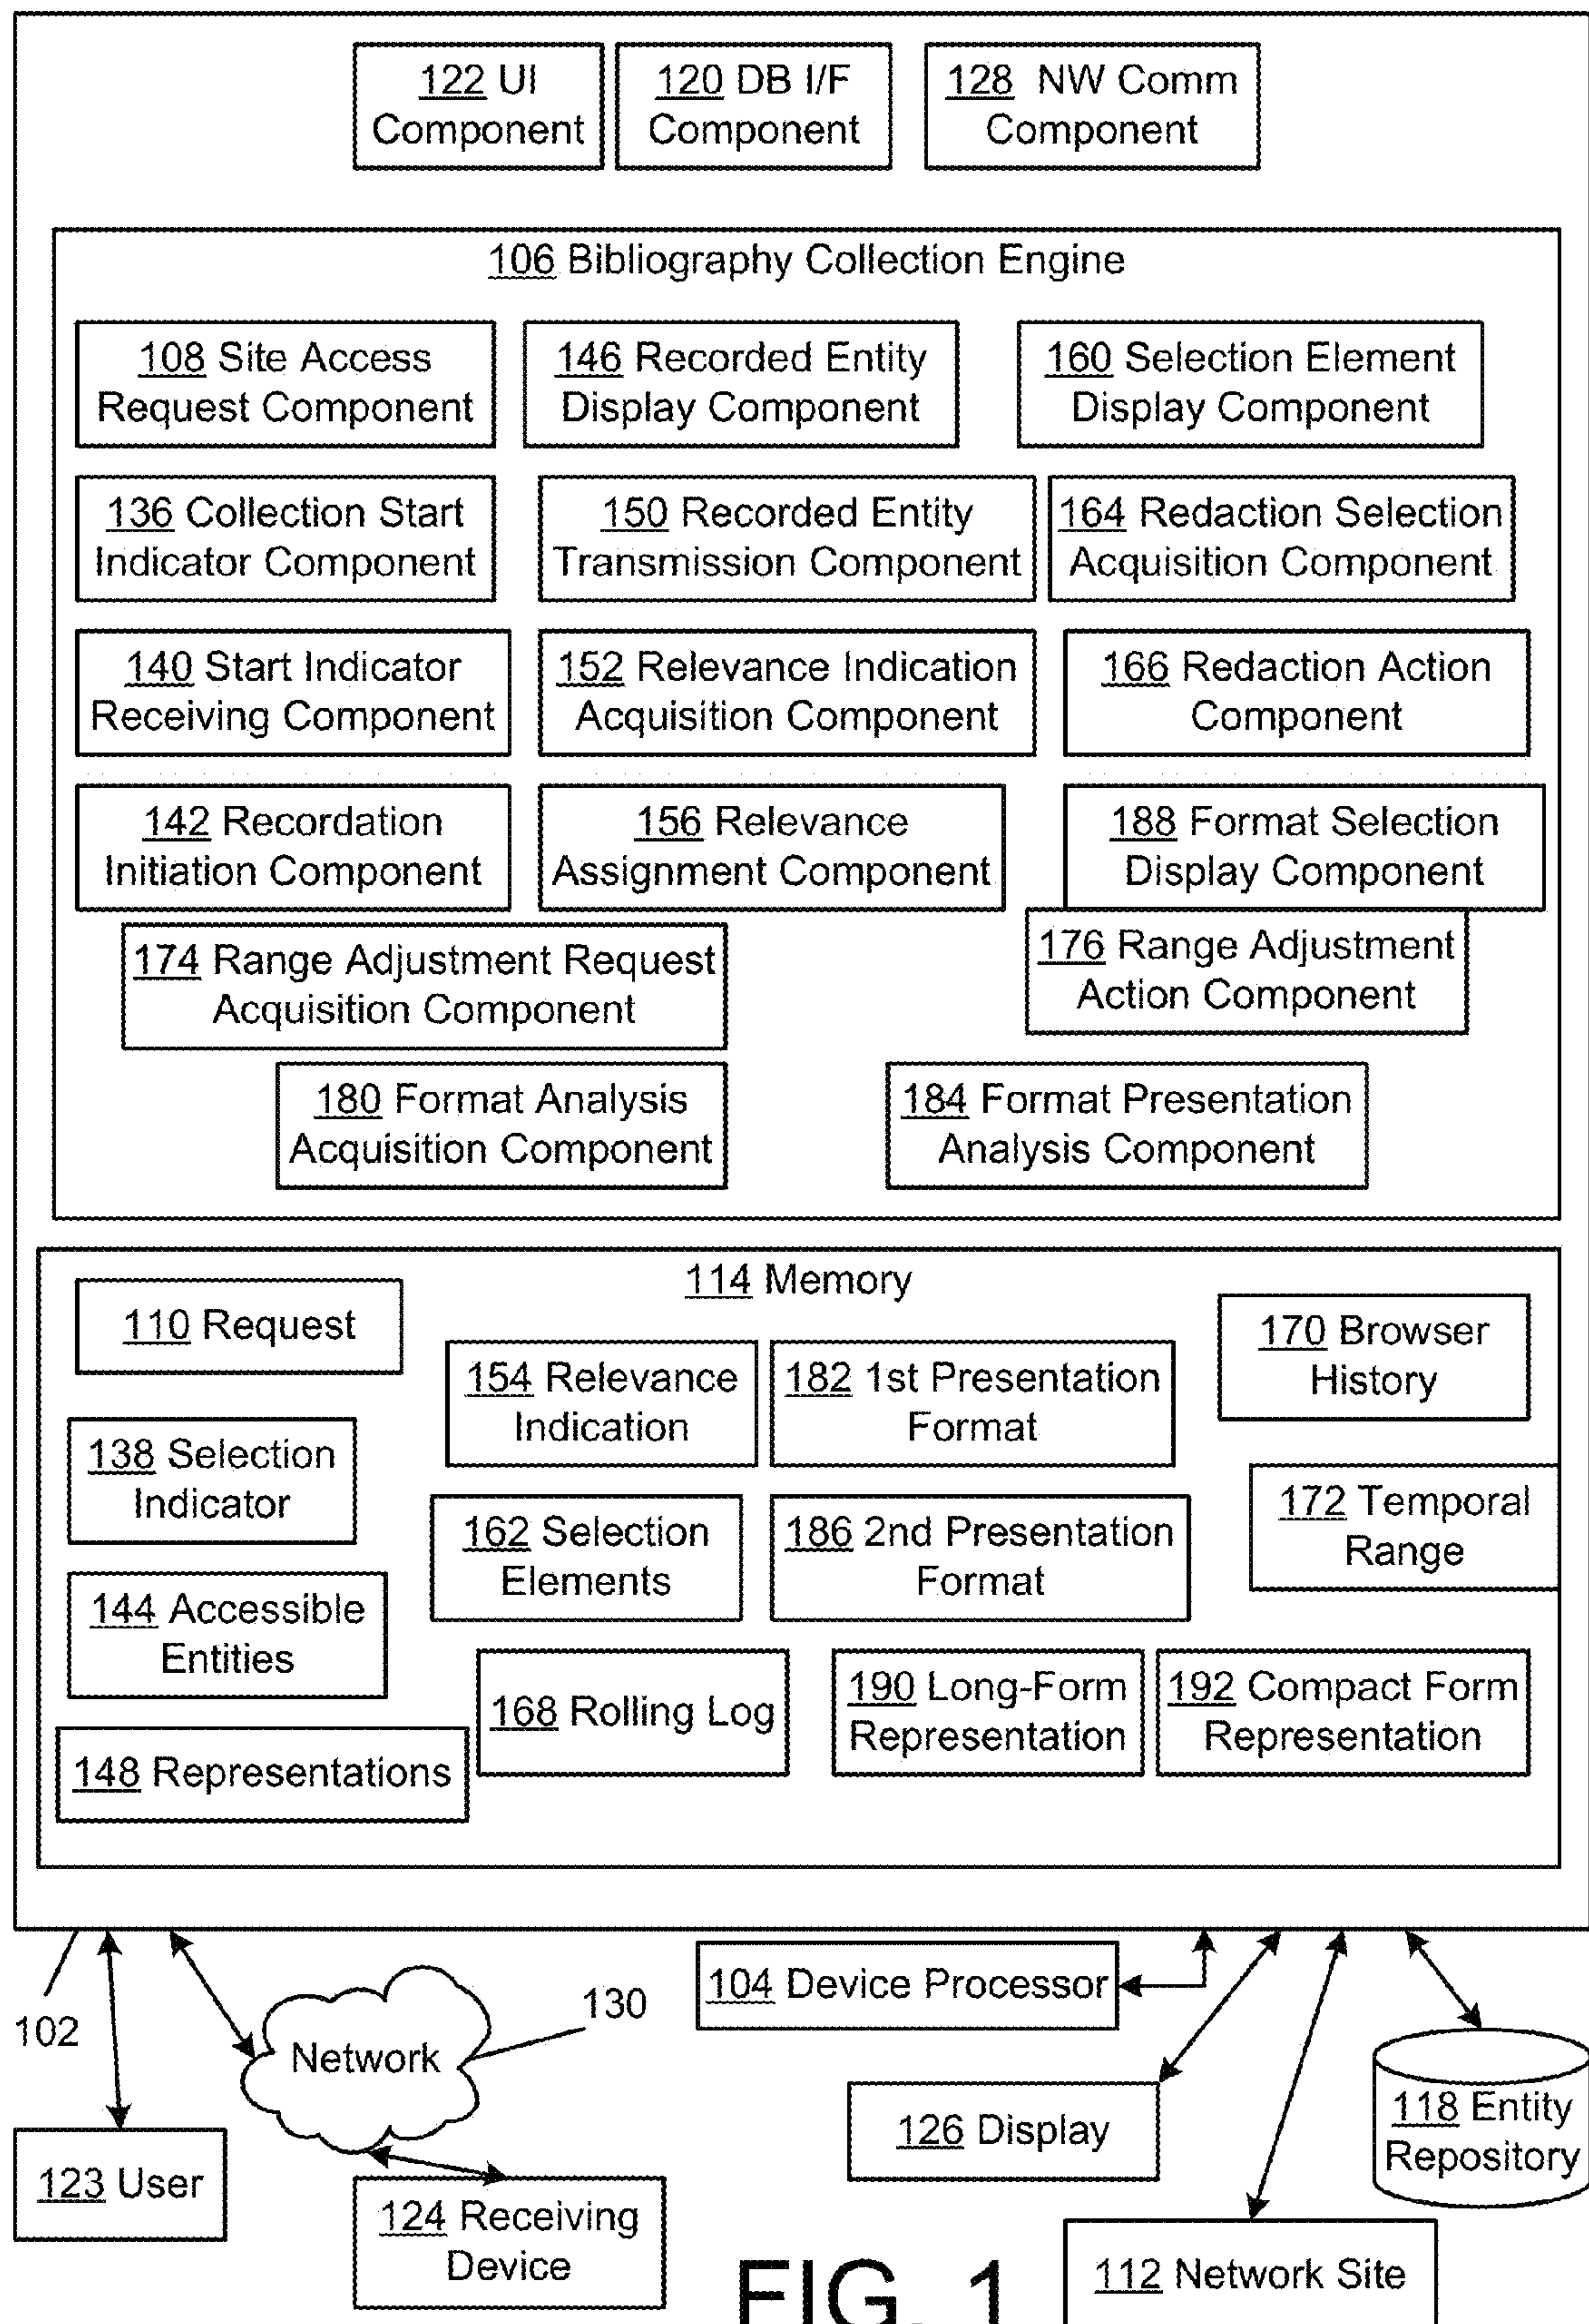 122 UI
Component
120 DB I/F
Component
128 NW Comm
Component
106 Bibliography Collection Engine
108 Site Access
Request Component
146 Recorded Entity
Display Component
160 Selection Element
Display Component
136 Collection Start
Indicator Component
150 Recorded Entity
Transmission Component
164 Redaction Selection
Acquisition Component
140 Start Indicator
Receiving Component
152 Relevance Indication
Acquisition Component
166 Redaction Action
Component
142 Recordation
Initiation Component
156 Relevance
Assignment Component
188 Format Selection
Display Component
174 Range Adjustment Request
Acquisition Component
176 Range Adjustment
Action Component
180 Format Analysis
Acquisition Component
184 Format Presentation
Analysis Component
114 Memory
110 Request
154 Relevance
Indication
182 1st Presentation
Format
170 Browser
History
138 Selection
Indicator
162 Selection
Elements
186 2nd Presentation
Format
172 Temporal
Range
144 Accessible
Entities
168 Rolling Log
190 Long-Form
Representation
192 Compact Form
Representation
148 Representations
102
Network
130
104 Device Processor
123 User
124 Receiving
Device
126 Display
118 Entity
Repository
112 Network Site
FIG. 1